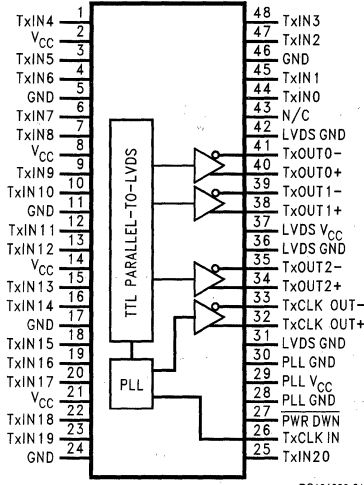 TxIN4 1 48 TxIN3
VCC 2 47 TxIN2
TxIN5 3 46 GND
TxIN6 4 45 TxIN1
GND 5 44 TxIN0
TxIN7 6 43 N/C
TxIN8 7 42 LVDS GND
VCC 8 41 TxOUT0−
TxIN9 9 40 TxOUT0+
TxIN10 10 39 TxOUT1−
GND 11 38 TxOUT1+
TxIN11 12 37 LVDS VCC
TxIN12 13 36 LVDS GND
VCC 14 35 TxOUT2−
TxIN13 15 34 TxOUT2+
TxIN14 16 33 TxCLK OUT−
GND 17 32 TxCLK OUT+
TxIN15 18 31 LVDS GND
TxIN16 19 30 PLL GND
TxIN17 20 29 PLL VCC
VCC 21 28 PLL GND
TxIN18 22 27 PWR DWN
TxIN19 23 26 TxCLK IN
GND 24 25 TxIN20
TTL PARALLEL-TO-LVDS
PLL